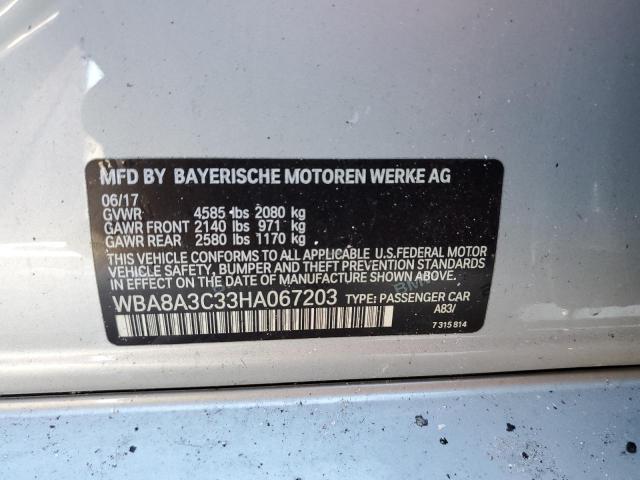 MFD BY BAYERISCHE MOTOREN WERKE AG
06/17
GVWR 4585 lbs 2080 kg
GAWR FRONT 2140 lbs 971 kg
GAWR REAR 2580 lbs 1170 kg
THIS VEHICLE CONFORMS TO ALL APPLICABLE U.S.FEDERAL MOTOR
VEHICLE SAFETY, BUMPER AND THEFT PREVENTION STANDARDS
IN EFFECT ON THE DATE OF MANUFACTURE SHOWN ABOVE.
WBA8A3C33HA067203 TYPE: PASSENGER CAR
A83/
7 315 814
BMW